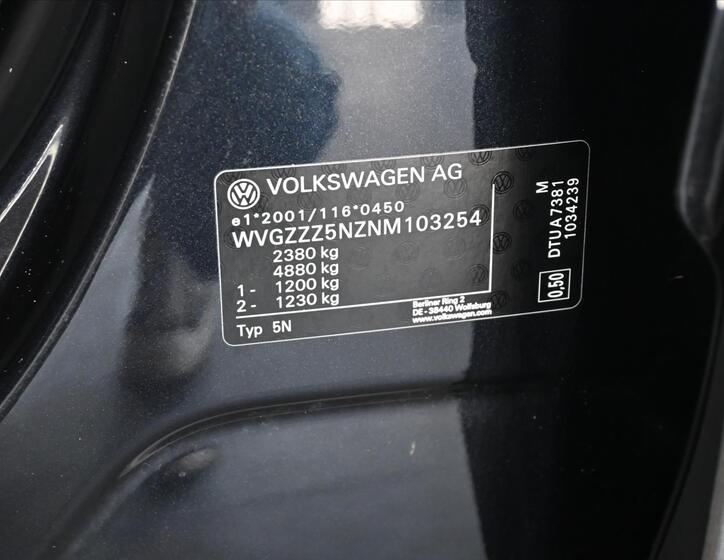 VOLKSWAGEN AG
e1*2001/116*0450
WVGZZZ5NZNM103254
2380 kg
4880 kg
1- 1200 kg
2- 1230 kg
Typ 5N
Berliner Ring 2
DE-38440 Wolfsburg
www.volkswagen.com
M
DTUA7381
1034239
0,50